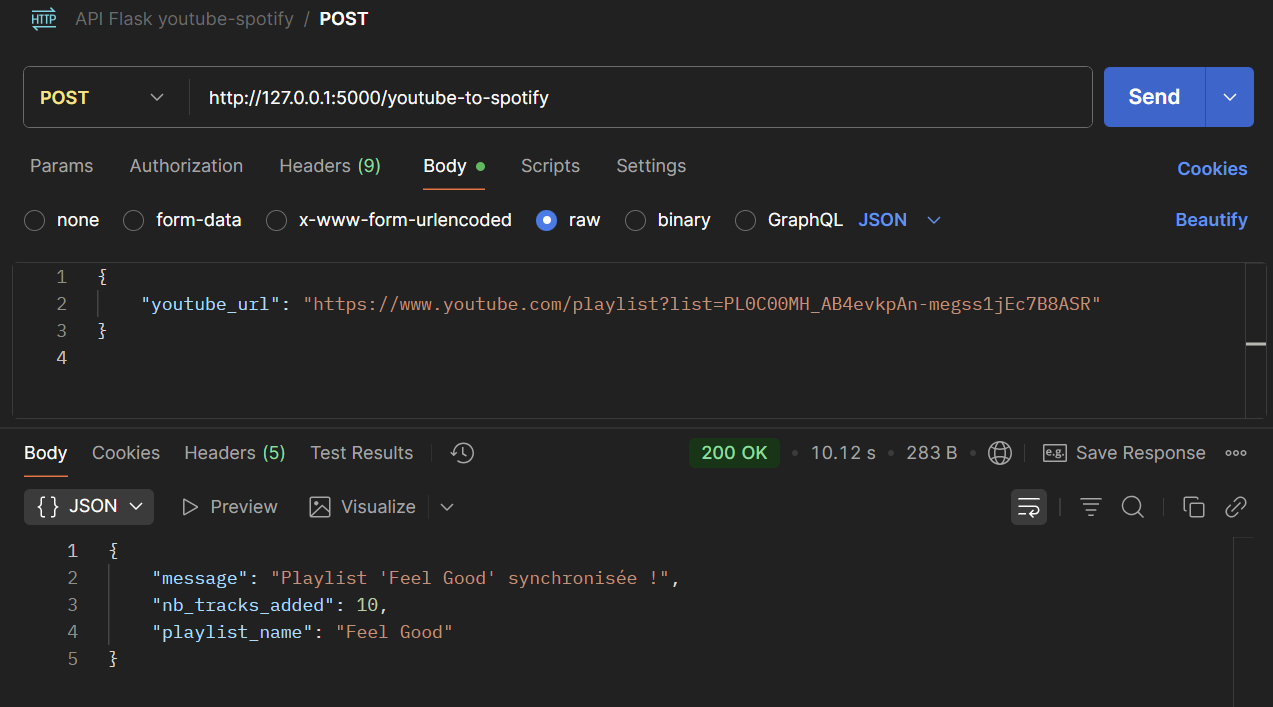 HTTP API Flask youtube-spotify / POST
POST http://127.0.0.1:5000/youtube-to-spotify Send
Params Authorization Headers (9) Body Scripts Settings Cookies
none form-data x-www-form-urlencoded raw binary GraphQL JSON Beautify
1 {
2 "youtube_url": "https://www.youtube.com/playlist?list=PL0C00MH_AB4evkpAn-megss1jEc7B8ASR"
3 }
4
Body Cookies Headers (5) Test Results 200 OK • 10.12 s • 283 B • e.g. Save Response
{} JSON Preview Visualize
1 {
2 "message": "Playlist 'Feel Good' synchronisée !",
3 "nb_tracks_added": 10,
4 "playlist_name": "Feel Good"
5 }